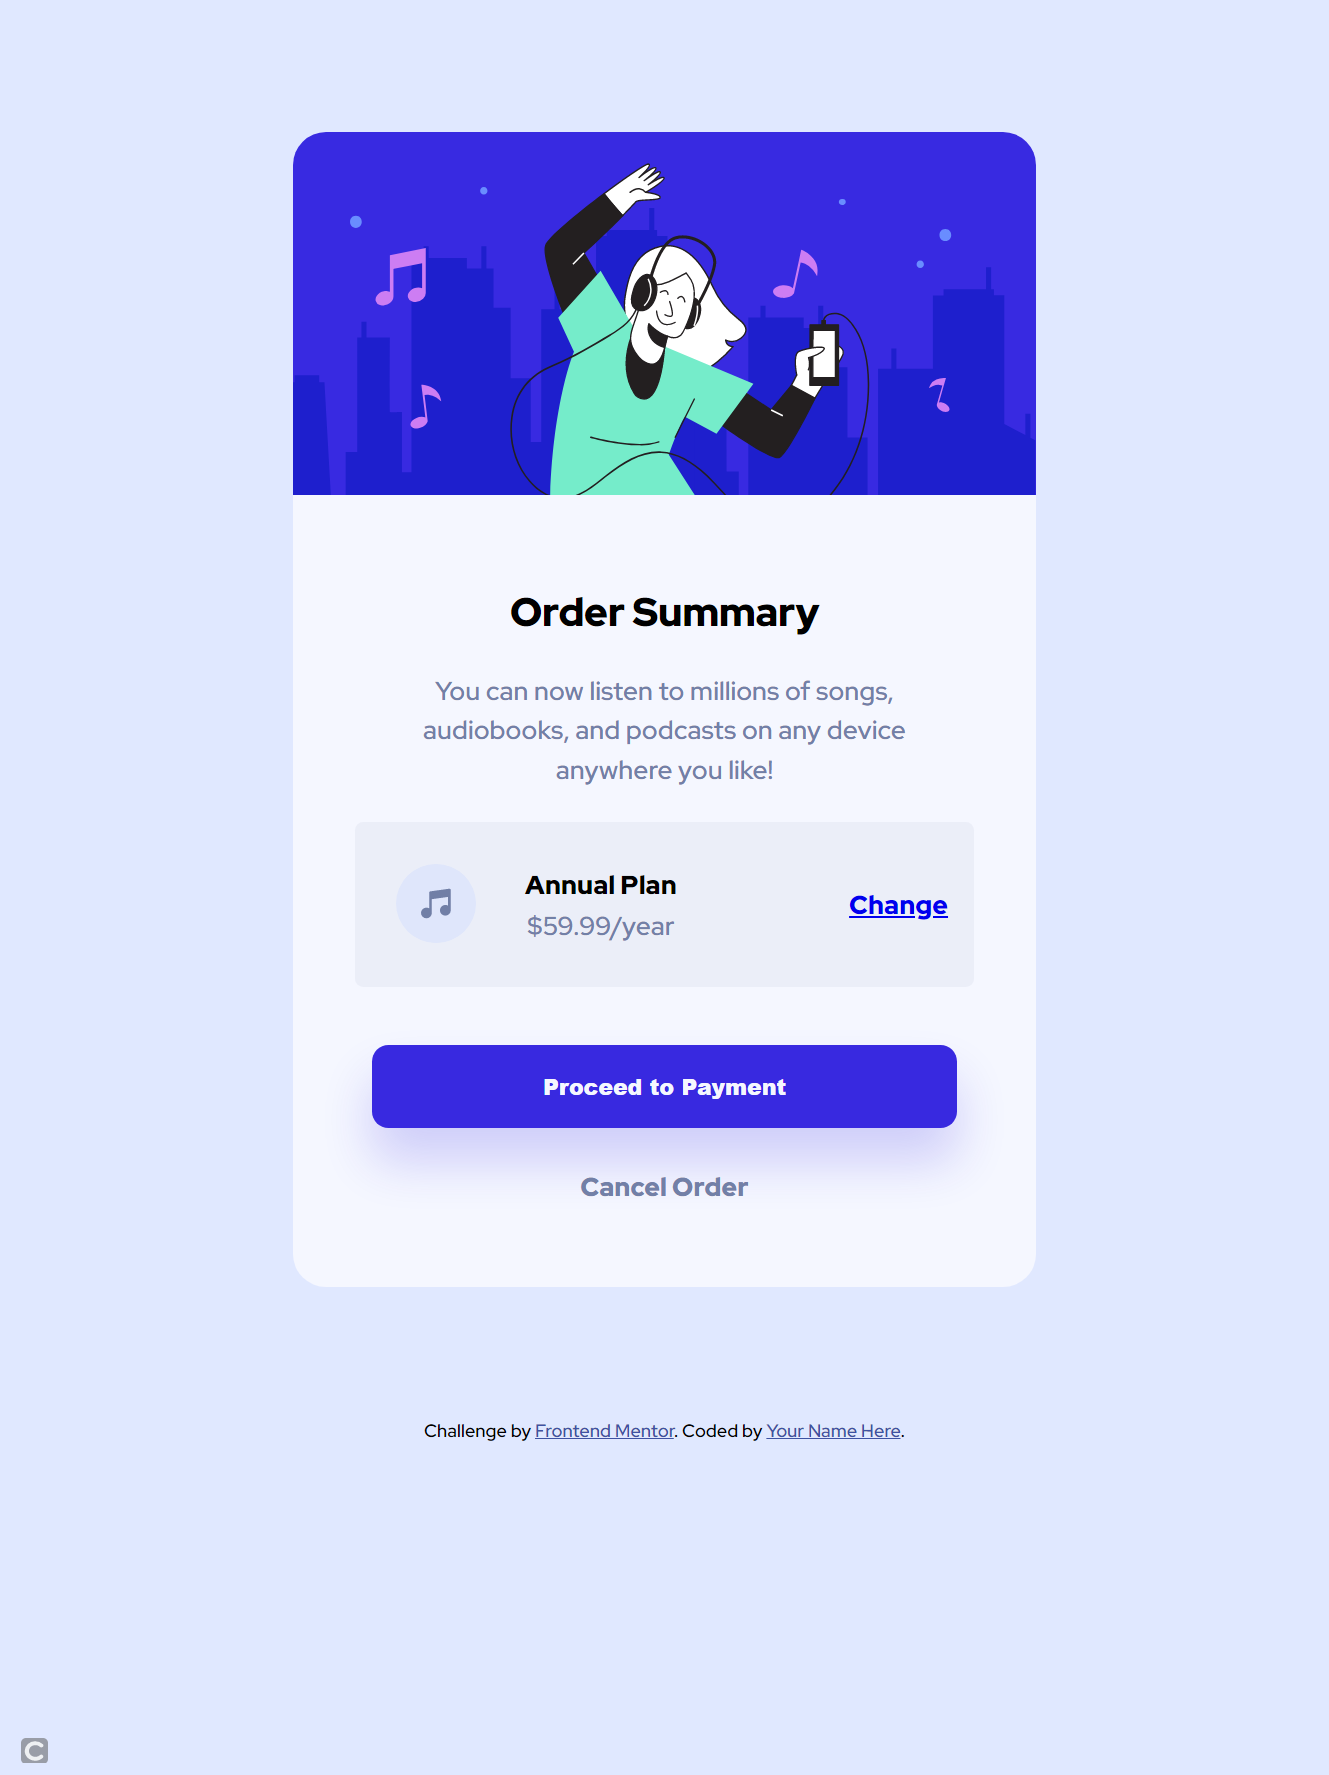 Order Summary
You can now listen to millions of songs,
audiobooks, and podcasts on any device
anywhere you like!
Annual Plan
$59.99/year
Change
Proceed to Payment
Cancel Order
Challenge by Frontend Mentor. Coded by Your Name Here.
C